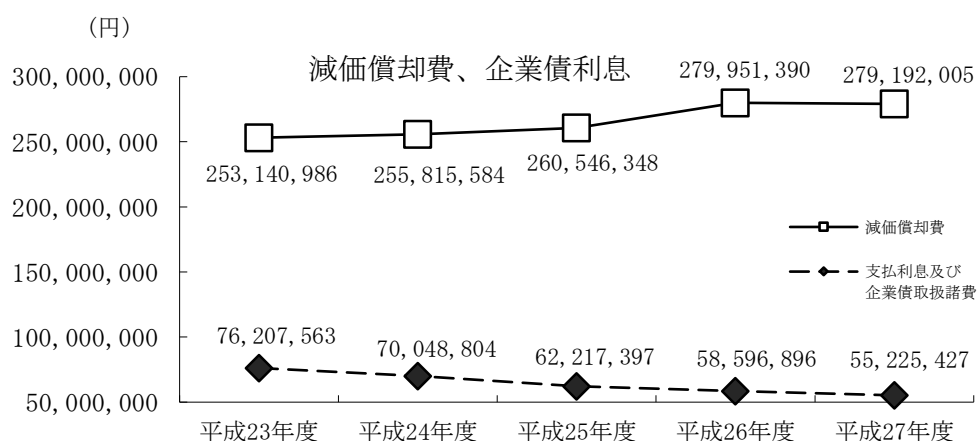 (円)
減価償却費、企業債利息
300,000,000
250,000,000
200,000,000
150,000,000
100,000,000
50,000,000
279,951,390
279,192,005
253,140,986
255,815,584
260,546,348
減価償却費
支払利息及び
企業債取扱諸費
76,207,563
70,048,804
62,217,397
58,596,896
55,225,427
平成23年度
平成24年度
平成25年度
平成26年度
平成27年度